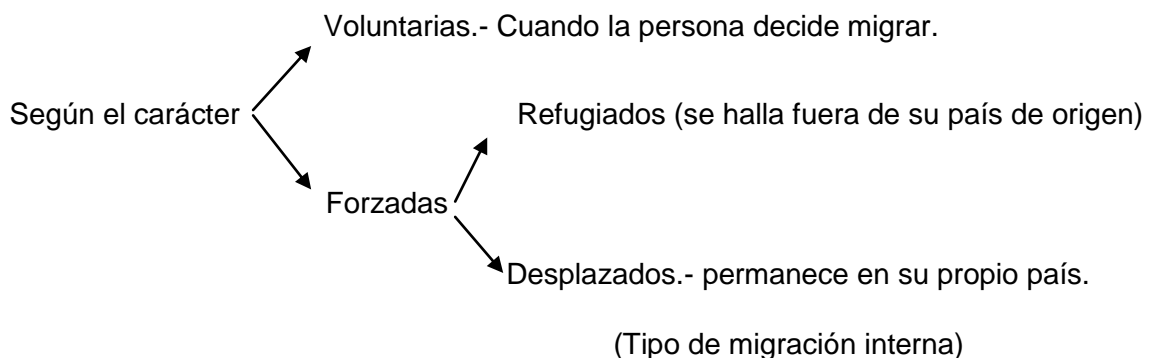 Voluntarias.- Cuando la persona decide migrar.
Según el carácter
Refugiados (se halla fuera de su país de origen)
Forzadas
Desplazados.- permanece en su propio país.
(Tipo de migración interna)